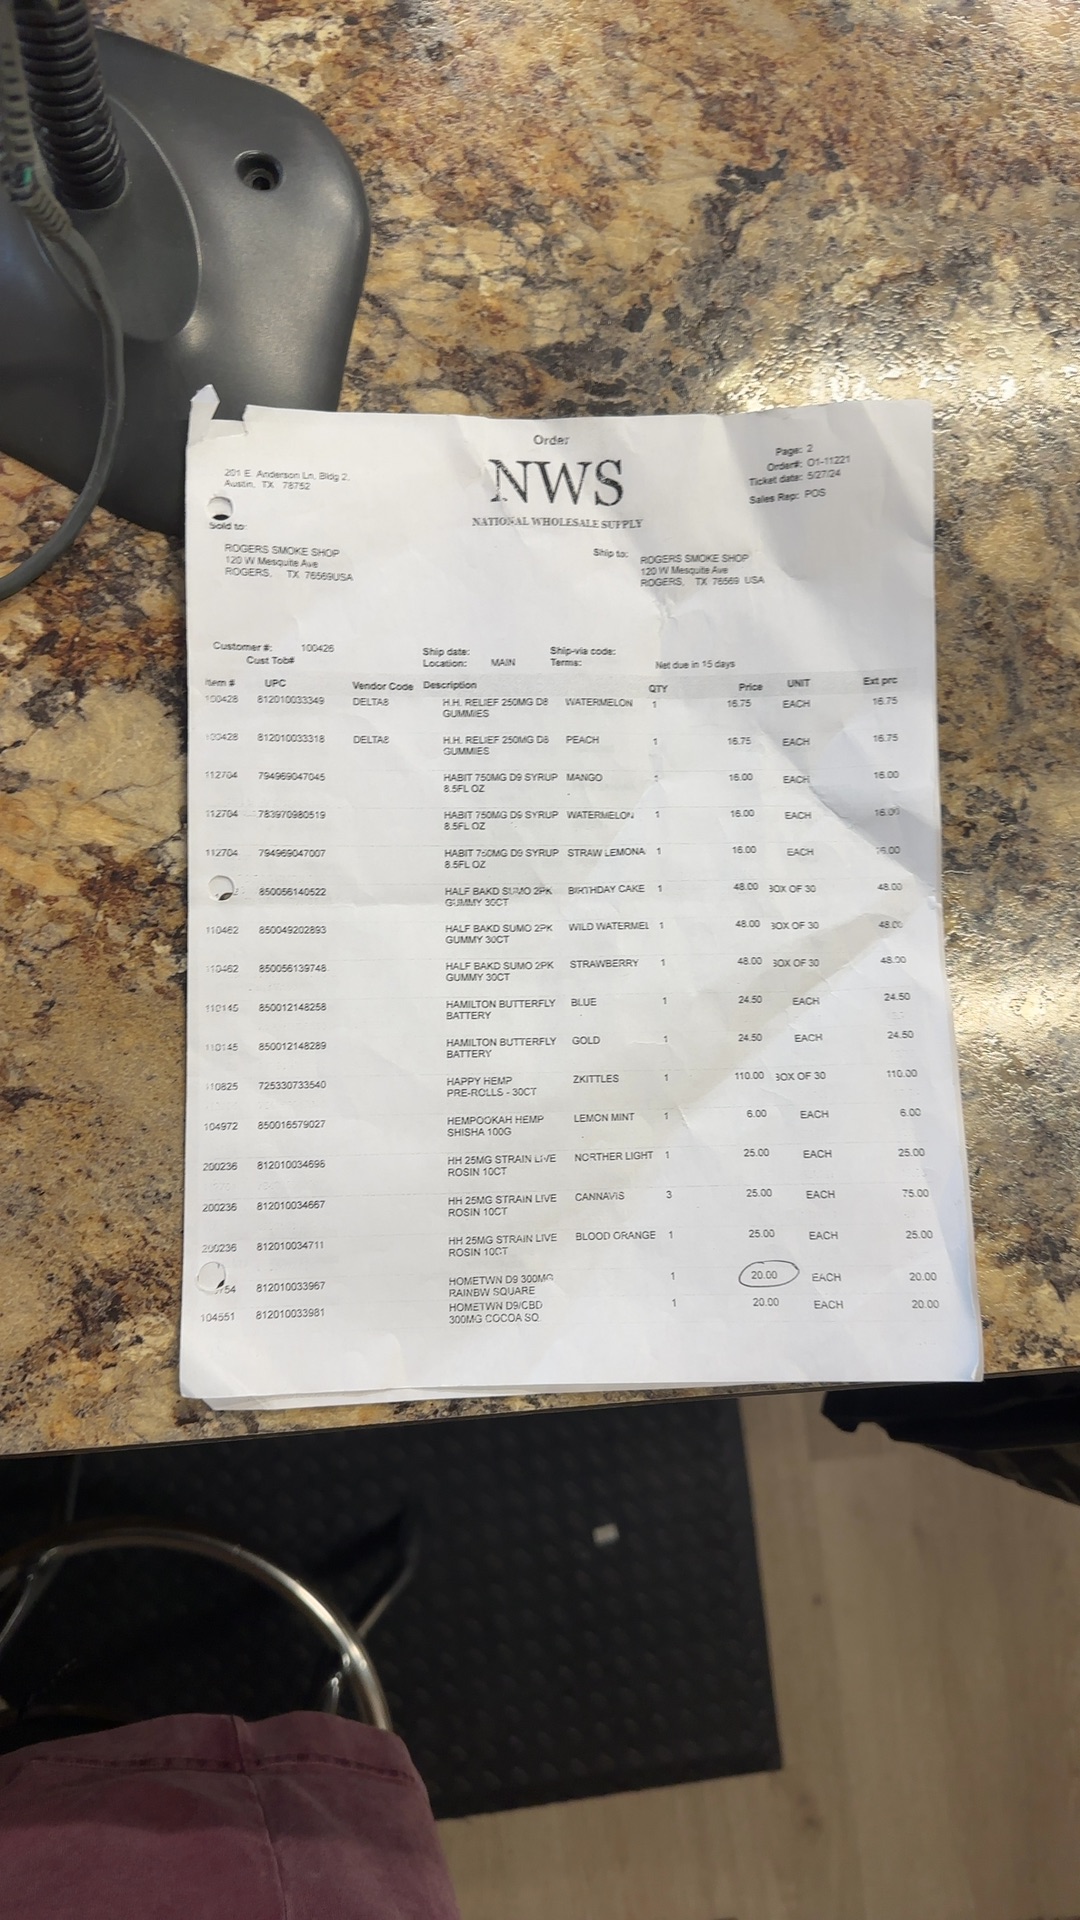 Order
201 E. Anderson Ln, Bldg 2,
Austin, TX 78752
NWS
NATIONAL WHOLESALE SUPPLY
Page: 2
Order#: O1-11221
Ticket date: 5/27/24
Sales Rep: POS
Sold to:
ROGERS SMOKE SHOP
120 W Mesquite Ave
ROGERS, TX 76569USA
Ship to:
ROGERS SMOKE SHOP
120 W Mesquite Ave
ROGERS, TX 76569 USA
Customer #: 100426
Cust Tob#
Ship date:
Location: MAIN
Ship-via code:
Terms: Net due in 15 days
Item # UPC Vendor Code Description QTY Price UNIT Ext prc
100428 812010033349 DELTA8 H.H. RELIEF 250MG D8 WATERMELON 1 16.75 EACH 16.75
GUMMIES
100428 812010033318 DELTA8 H.H. RELIEF 250MG D8 PEACH 1 16.75 EACH 16.75
GUMMIES
112704 794969047045 HABIT 750MG D9 SYRUP MANGO 1 16.00 EACH 16.00
8.5FL OZ
112704 783970980519 HABIT 750MG D9 SYRUP WATERMELON 1 16.00 EACH 16.00
8.5FL OZ
112704 794969047007 HABIT 750MG D9 SYRUP STRAW LEMONA 1 16.00 EACH 16.00
8.5FL OZ
850056140522 HALF BAKD SUMO 2PK BIRTHDAY CAKE 1 48.00 BOX OF 30 48.00
GUMMY 30CT
110462 850049202893 HALF BAKD SUMO 2PK WILD WATERMEL 1 48.00 BOX OF 30 48.00
GUMMY 30CT
110462 850056139748 HALF BAKD SUMO 2PK STRAWBERRY 1 48.00 BOX OF 30 48.00
GUMMY 30CT
110145 850012148258 HAMILTON BUTTERFLY BLUE 1 24.50 EACH 24.50
BATTERY
110145 850012148289 HAMILTON BUTTERFLY GOLD 1 24.50 EACH 24.50
BATTERY
110825 725330733540 HAPPY HEMP ZKITTLES 1 110.00 BOX OF 30 110.00
PRE-ROLLS - 30CT
104972 850016579027 HEMPOOKAH HEMP LEMON MINT 1 6.00 EACH 6.00
SHISHA 100G
200236 812010034696 HH 25MG STRAIN LIVE NORTHER LIGHT 1 25.00 EACH 25.00
ROSIN 10CT
200236 812010034667 HH 25MG STRAIN LIVE CANNAVIS 3 25.00 EACH 75.00
ROSIN 10CT
200236 812010034711 HH 25MG STRAIN LIVE BLOOD ORANGE 1 25.00 EACH 25.00
ROSIN 10CT
54 812010033967 HOMETWN D9 300MG 1 20.00 EACH 20.00
RAINBW SQUARE
104551 812010033981 HOMETWN D9/CBD 1 20.00 EACH 20.00
300MG COCOA SQ.